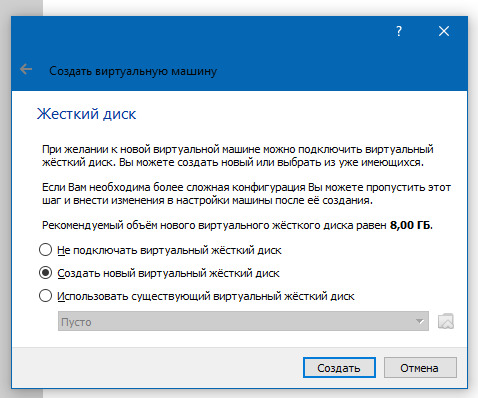 ?
Создать виртуальную машину
Жесткий диск
При желании к новой виртуальной машине можно подключить виртуальный
жёсткий диск. Вы можете создать новый или выбрать из уже имеющихся.
Если Вам необходима более сложная конфигурация Вы можете пропустить этот
шаг и внести изменения в настройки машины после её создания.
Рекомендуемый объём нового виртуального жёсткого диска равен 8,00 ГБ.
Не подключать виртуальный жёсткий диск
Создать новый виртуальный жёсткий диск
Использовать существующий виртуальный жёсткий диск
Пусто
Создать
Отмена